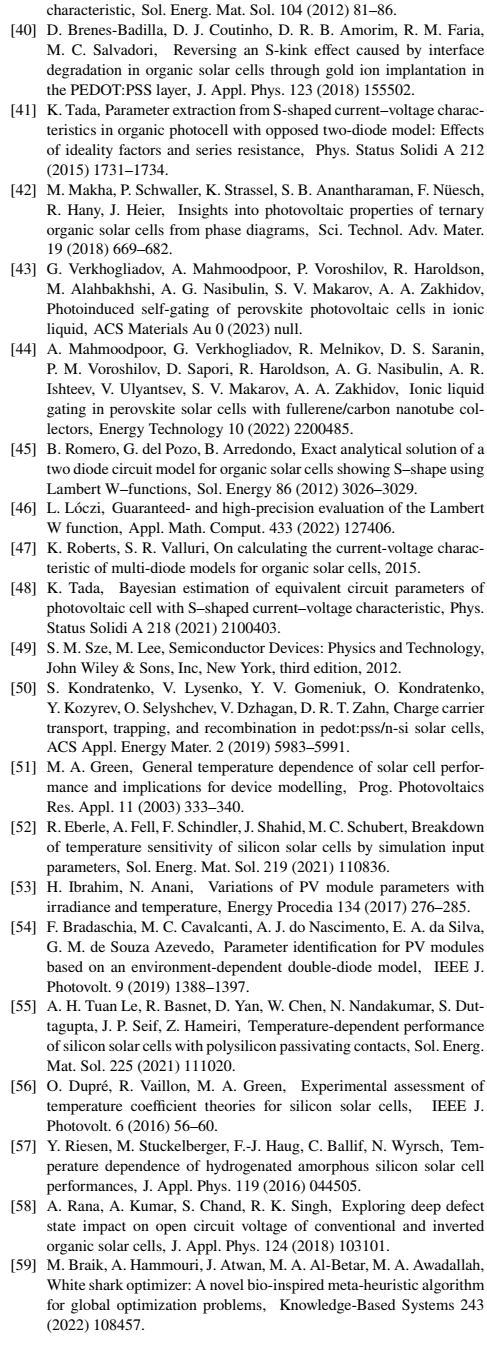 characteristic, Sol. Energ. Mat. Sol. 104 (2012) 81–86.
[40] D. Brenes-Badilla, D. J. Coutinho, D. R. B. Amorim, R. M. Faria,
M. C. Salvadori, Reversing an S-kink effect caused by interface
degradation in organic solar cells through gold ion implantation in
the PEDOT:PSS layer, J. Appl. Phys. 123 (2018) 155502.
[41] K. Tada, Parameter extraction from S-shaped current–voltage charac-
teristics in organic photocell with opposed two-diode model: Effects
of ideality factors and series resistance, Phys. Status Solidi A 212
(2015) 1731–1734.
[42] M. Makha, P. Schwaller, K. Strassel, S. B. Anantharaman, F. Nüesch,
R. Hany, J. Heier, Insights into photovoltaic properties of ternary
organic solar cells from phase diagrams, Sci. Technol. Adv. Mater.
19 (2018) 669–682.
[43] G. Verkhogliadov, A. Mahmoodpoor, P. Voroshilov, R. Haroldson,
M. Alahbakhshi, A. G. Nasibulin, S. V. Makarov, A. A. Zakhidov,
Photoinduced self-gating of perovskite photovoltaic cells in ionic
liquid, ACS Materials Au 0 (2023) null.
[44] A. Mahmoodpoor, G. Verkhogliadov, R. Melnikov, D. S. Saranin,
P. M. Voroshilov, D. Sapori, R. Haroldson, A. G. Nasibulin, A. R.
Ishteev, V. Ulyantsev, S. V. Makarov, A. A. Zakhidov, Ionic liquid
gating in perovskite solar cells with fullerene/carbon nanotube col-
lectors, Energy Technology 10 (2022) 2200485.
[45] B. Romero, G. del Pozo, B. Arredondo, Exact analytical solution of a
two diode circuit model for organic solar cells showing S–shape using
Lambert W–functions, Sol. Energy 86 (2012) 3026–3029.
[46] L. Lóczi, Guaranteed- and high-precision evaluation of the Lambert
W function, Appl. Math. Comput. 433 (2022) 127406.
[47] K. Roberts, S. R. Valluri, On calculating the current-voltage charac-
teristic of multi-diode models for organic solar cells, 2015.
[48] K. Tada, Bayesian estimation of equivalent circuit parameters of
photovoltaic cell with S–shaped current–voltage characteristic, Phys.
Status Solidi A 218 (2021) 2100403.
[49] S. M. Sze, M. Lee, Semiconductor Devices: Physics and Technology,
John Wiley & Sons, Inc, New York, third edition, 2012.
[50] S. Kondratenko, V. Lysenko, Y. V. Gomeniuk, O. Kondratenko,
Y. Kozyrev, O. Selyshchev, V. Dzhagan, D. R. T. Zahn, Charge carrier
transport, trapping, and recombination in pedot:pss/n-si solar cells,
ACS Appl. Energy Mater. 2 (2019) 5983–5991.
[51] M. A. Green, General temperature dependence of solar cell perfor-
mance and implications for device modelling, Prog. Photovoltaics
Res. Appl. 11 (2003) 333–340.
[52] R. Eberle, A. Fell, F. Schindler, J. Shahid, M. C. Schubert, Breakdown
of temperature sensitivity of silicon solar cells by simulation input
parameters, Sol. Energ. Mat. Sol. 219 (2021) 110836.
[53] H. Ibrahim, N. Anani, Variations of PV module parameters with
irradiance and temperature, Energy Procedia 134 (2017) 276–285.
[54] F. Bradaschia, M. C. Cavalcanti, A. J. do Nascimento, E. A. da Silva,
G. M. de Souza Azevedo, Parameter identification for PV modules
based on an environment-dependent double-diode model, IEEE J.
Photovolt. 9 (2019) 1388–1397.
[55] A. H. Tuan Le, R. Basnet, D. Yan, W. Chen, N. Nandakumar, S. Dut-
tagupta, J. P. Seif, Z. Hameiri, Temperature-dependent performance
of silicon solar cells with polysilicon passivating contacts, Sol. Energ.
Mat. Sol. 225 (2021) 111020.
[56] O. Dupré, R. Vaillon, M. A. Green, Experimental assessment of
temperature coefficient theories for silicon solar cells, IEEE J.
Photovolt. 6 (2016) 56–60.
[57] Y. Riesen, M. Stuckelberger, F.-J. Haug, C. Ballif, N. Wyrsch, Tem-
perature dependence of hydrogenated amorphous silicon solar cell
performances, J. Appl. Phys. 119 (2016) 044505.
[58] A. Rana, A. Kumar, S. Chand, R. K. Singh, Exploring deep defect
state impact on open circuit voltage of conventional and inverted
organic solar cells, J. Appl. Phys. 124 (2018) 103101.
[59] M. Braik, A. Hammouri, J. Atwan, M. A. Al-Betar, M. A. Awadallah,
White shark optimizer: A novel bio-inspired meta-heuristic algorithm
for global optimization problems, Knowledge-Based Systems 243
(2022) 108457.